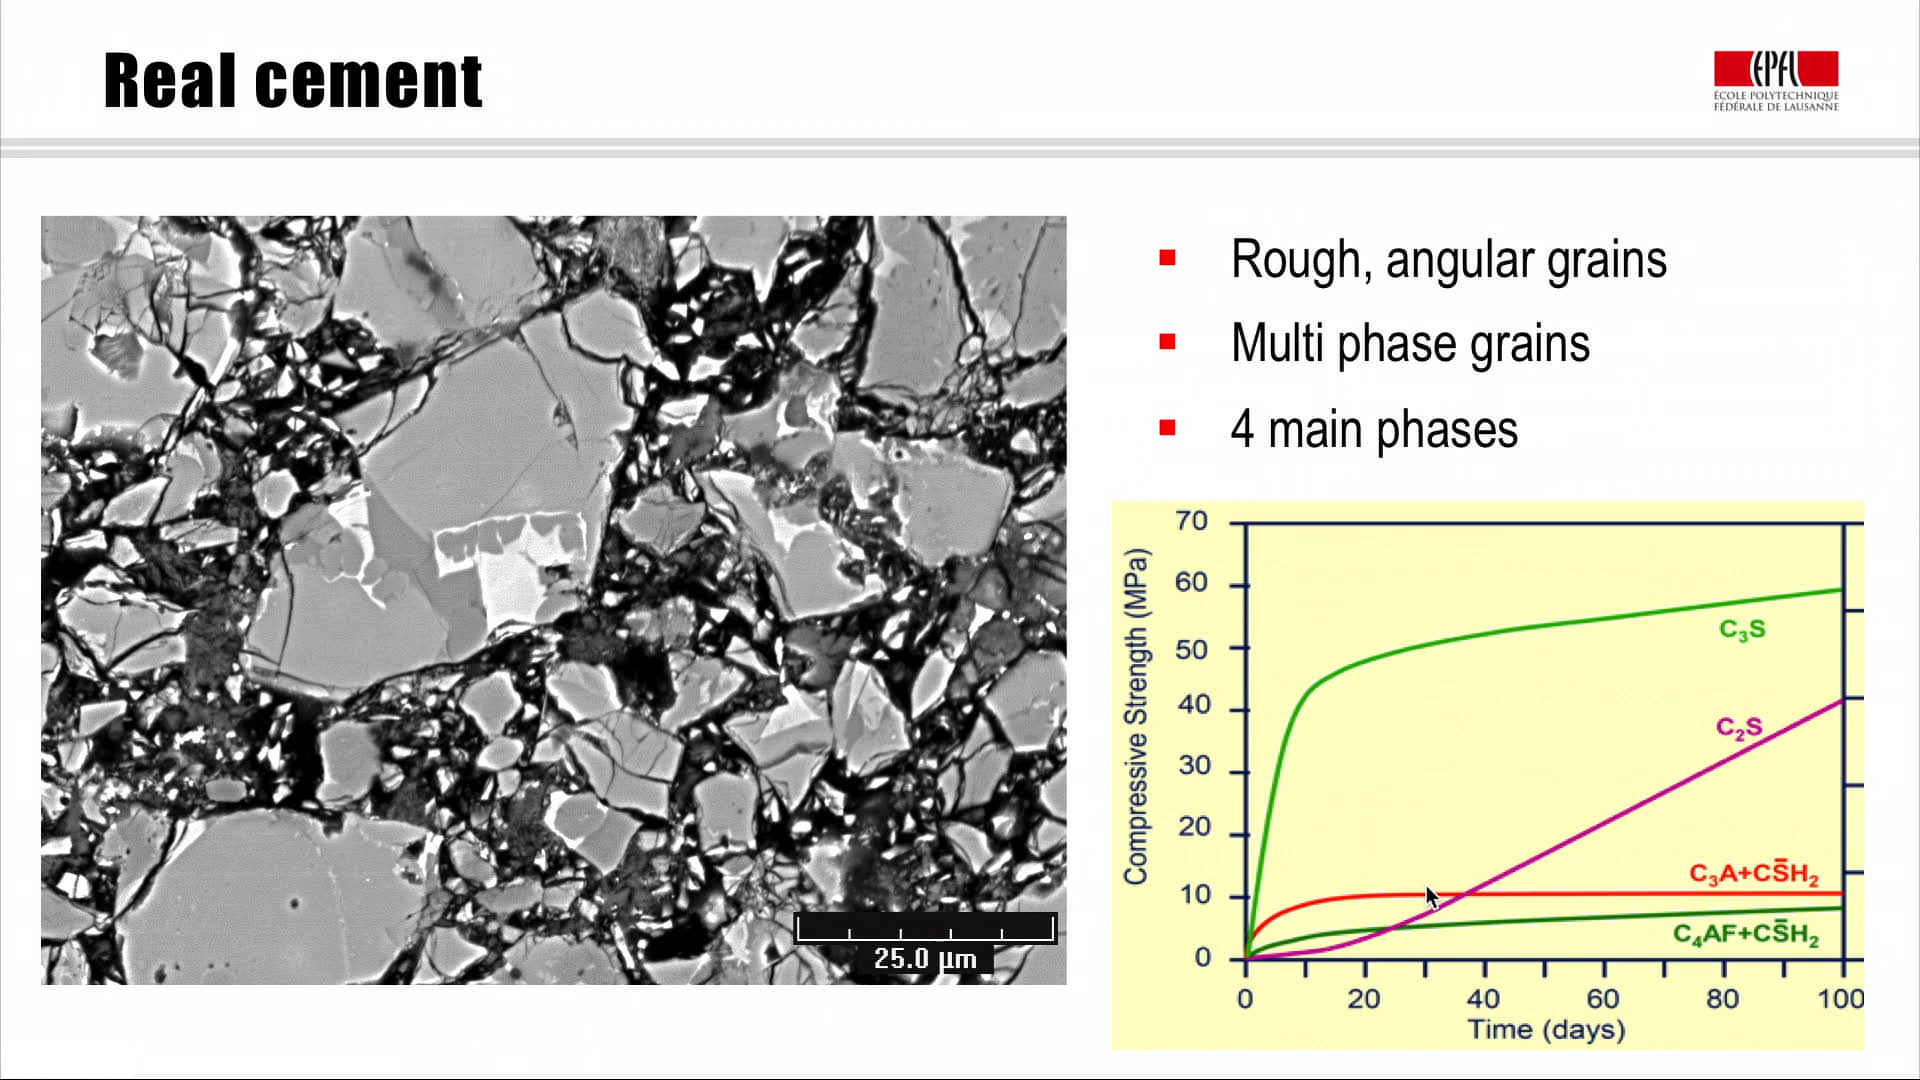 Real cement
EPFL
ÉCOLE POLYTECHNIQUE
FÉDÉRALE DE LAUSANNE
Rough, angular grains
Multi phase grains
4 main phases
25.0 µm
Compressive Strength (MPa)
70
60
50
40
30
20
10
0
C₃S
C₂S
C₃A+CS̄H₂
C₄AF+CS̄H₂
0 20 40 60 80 100
Time (days)